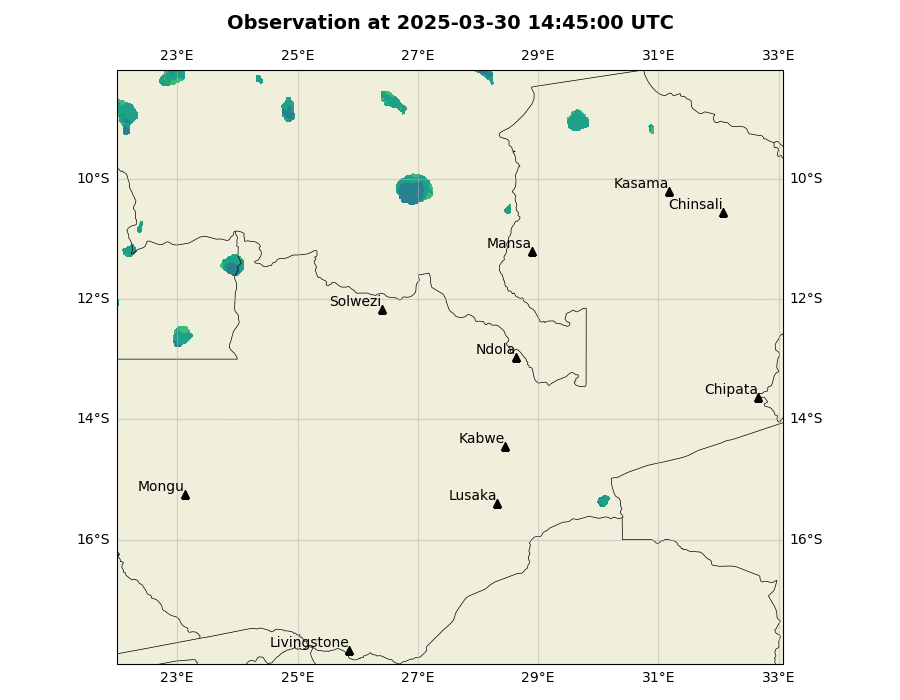 Observation at 2025-03-30 14:45:00 UTC
23°E 25°E 27°E 29°E 31°E 33°E
10°S 10°S
Kasama
Chinsali
Mansa
12°S 12°S
Solwezi
Ndola
Chipata
14°S 14°S
Kabwe
Mongu
Lusaka
16°S 16°S
Livingstone
23°E 25°E 27°E 29°E 31°E 33°E